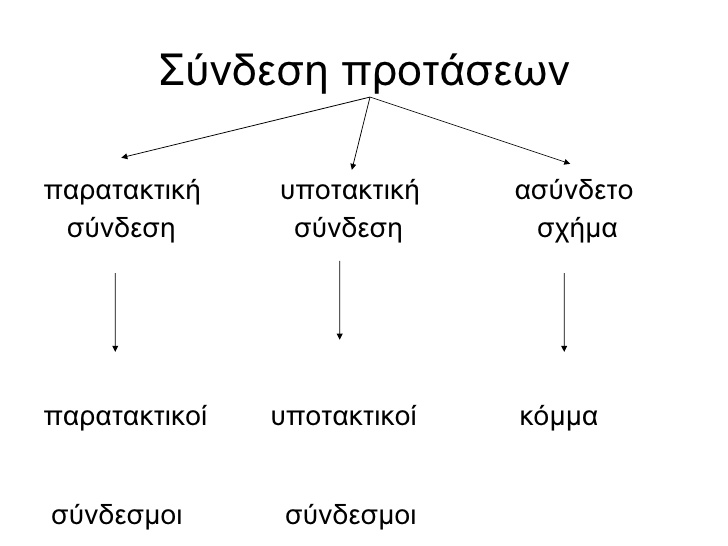 Σύνδεση προτάσεων
παρατακτική υποτακτική ασύνδετο
σύνδεση σύνδεση σχήμα
παρατακτικοί υποτακτικοί κόμμα
σύνδεσμοι σύνδεσμοι